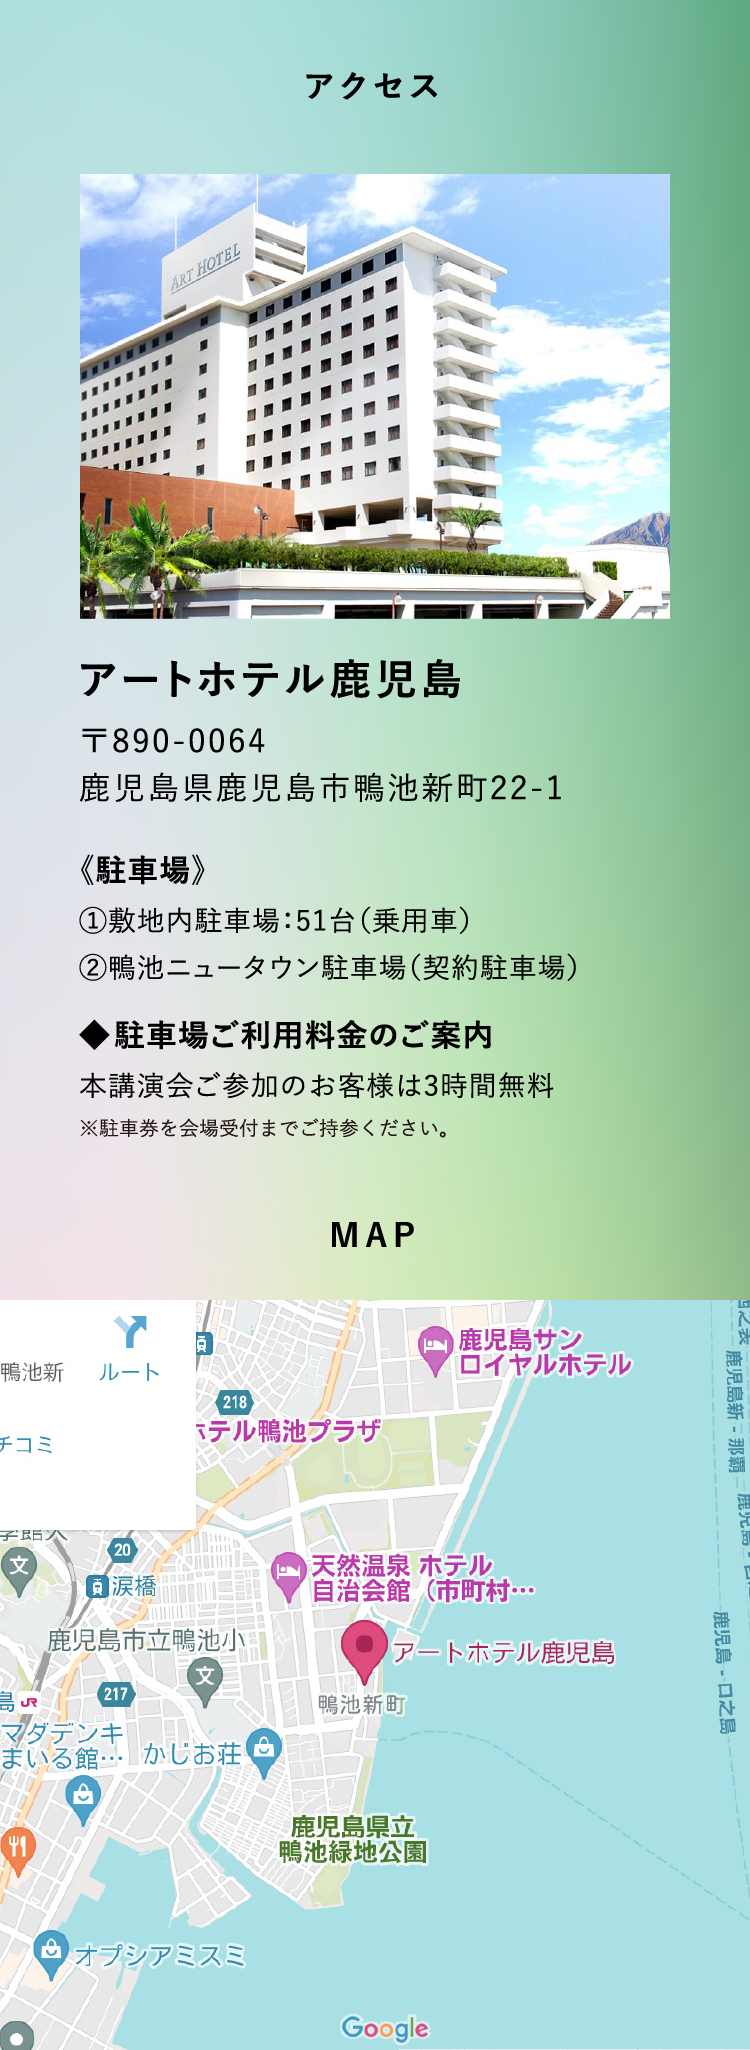 アクセス
ART HOTEL
アートホテル鹿児島
〒890-0064
鹿児島県鹿児島市鴨池新町22-1
《駐車場》
①敷地内駐車場：51台（乗用車）
②鴨池ニュータウン駐車場（契約駐車場）
◆駐車場ご利用料金のご案内
本講演会ご参加のお客様は3時間無料
※駐車券を会場受付までご持参ください。
MAP
鴨池新
ルート
チコミ
鹿児島サン
ロイヤルホテル
218
ホテル鴨池プラザ
鹿児島新 - 那覇
20
文
涙橋
天然温泉 ホテル
自治会館（市町村…
鹿児島市立鴨池小
文
アートホテル鹿児島
鹿児島 - 口之島
島
JR
217
鴨池新町
マダデンキ
まいる館…
かじお荘
鹿児島県立
鴨池緑地公園
オプシアミスミ
Google